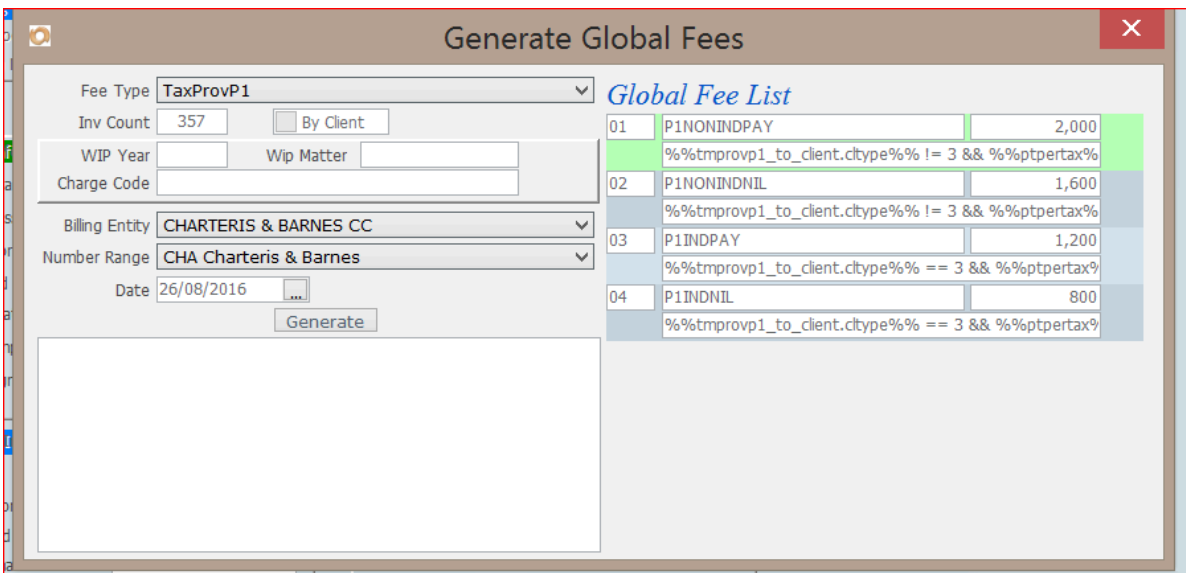 Generate Global Fees
Fee Type TaxProvP1
Inv Count 357 By Client
WIP Year Wip Matter
Charge Code
Billing Entity CHARTERIS & BARNES CC
Number Range CHA Charteris & Barnes
Date 26/08/2016 ...
Generate
Global Fee List
01 P1NONINDPAY 2,000
%%tmprovp1_to_client.cltype%% != 3 && %%ptpertax%
02 P1NONINDNIL 1,600
%%tmprovp1_to_client.cltype%% != 3 && %%ptpertax%
03 P1INDPAY 1,200
%%tmprovp1_to_client.cltype%% == 3 && %%ptpertax%
04 P1INDNIL 800
%%tmprovp1_to_client.cltype%% == 3 && %%ptpertax%